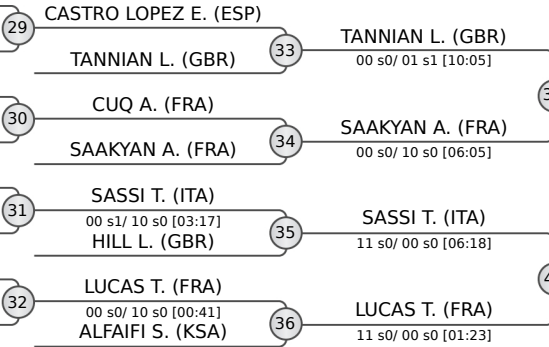 29
CASTRO LOPEZ E. (ESP)
TANNIAN L. (GBR)
33
TANNIAN L. (GBR)
00 s0/ 01 s1 [10:05]
30
CUQ A. (FRA)
SAAKYAN A. (FRA)
34
SAAKYAN A. (FRA)
00 s0/ 10 s0 [06:05]
31
SASSI T. (ITA)
00 s1/ 10 s0 [03:17]
HILL L. (GBR)
35
SASSI T. (ITA)
11 s0/ 00 s0 [06:18]
32
LUCAS T. (FRA)
00 s0/ 10 s0 [00:41]
ALFAIFI S. (KSA)
36
LUCAS T. (FRA)
11 s0/ 00 s0 [01:23]